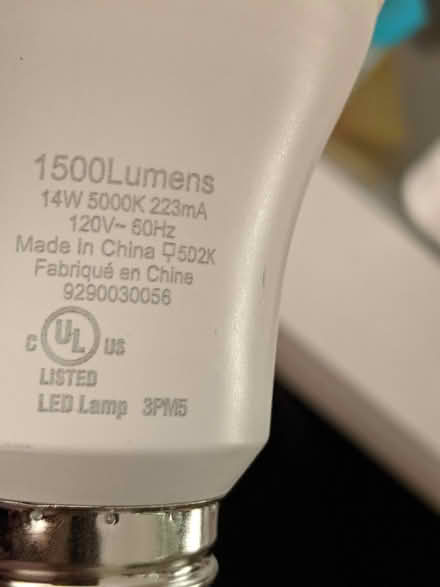 1500Lumens
14W 5000K 223mA
120V~ 60Hz
Made in China 5D2K
Fabriqué en Chine
9290030056
C UL US
LISTED
LED Lamp 3PM5